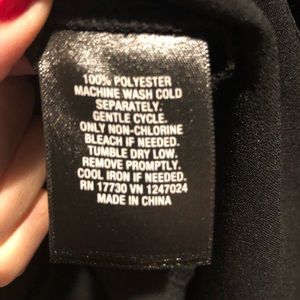 100% POLYESTER
MACHINE WASH COLD
SEPARATELY.
GENTLE CYCLE.
ONLY NON-CHLORINE
BLEACH IF NEEDED.
TUMBLE DRY LOW.
REMOVE PROMPTLY.
COOL IRON IF NEEDED.
RN 17730 VN 1247024
MADE IN CHINA